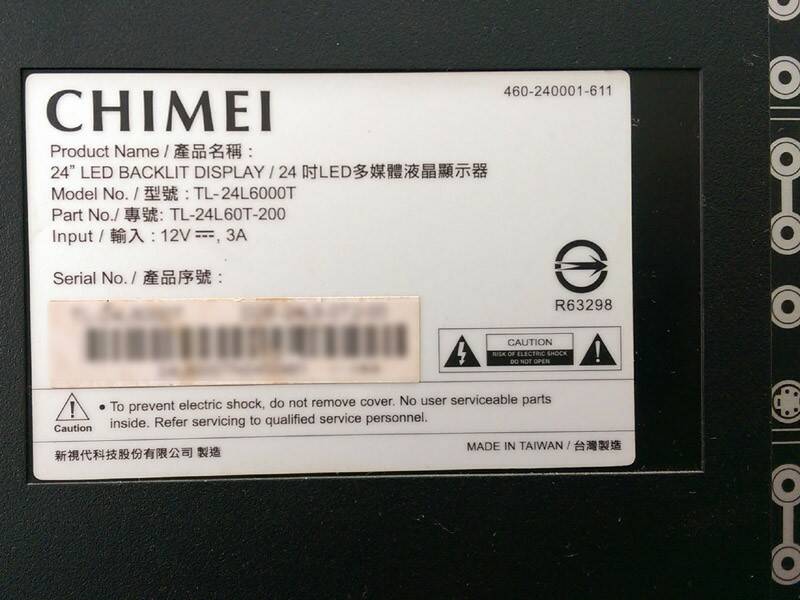 CHIMEI
460-240001-611
Product Name / 產品名稱 :
24" LED BACKLIT DISPLAY / 24 吋LED多媒體液晶顯示器
Model No. / 型號 : TL-24L6000T
Part No./ 專號: TL-24L60T-200
Input / 輸入 : 12V⎓, 3A
Serial No. / 產品序號 :
R63298
CAUTION
RISK OF ELECTRIC SHOCK
DO NOT OPEN
Caution
• To prevent electric shock, do not remove cover. No user serviceable parts
inside. Refer servicing to qualified service personnel.
新視代科技股份有限公司 製造
MADE IN TAIWAN / 台灣製造